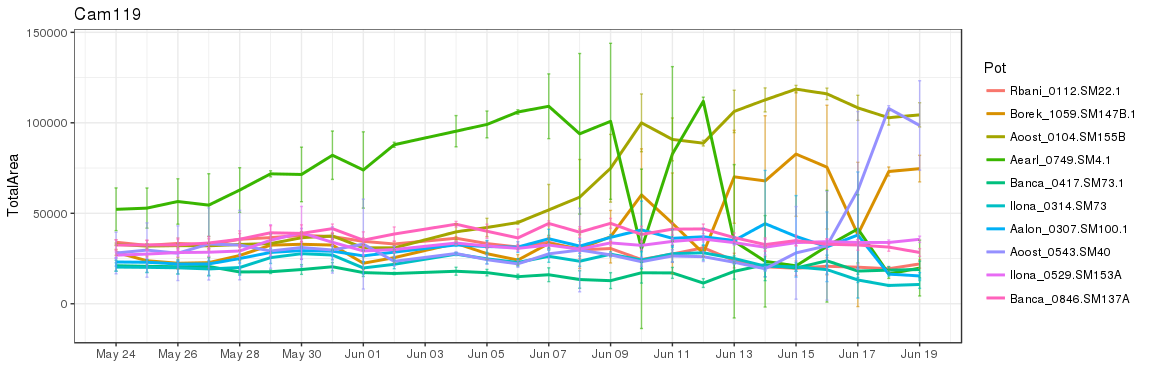 Cam119
TotalArea
150000
100000
50000
0
May 24 May 26 May 28 May 30 Jun 01 Jun 03 Jun 05 Jun 07 Jun 09 Jun 11 Jun 13 Jun 15 Jun 17 Jun 19
Pot
Rbani_0112.SM22.1
Borek_1059.SM147B.1
Aoost_0104.SM155B
Aearl_0749.SM4.1
Banca_0417.SM73.1
Ilona_0314.SM73
Aalon_0307.SM100.1
Aoost_0543.SM40
Ilona_0529.SM153A
Banca_0846.SM137A